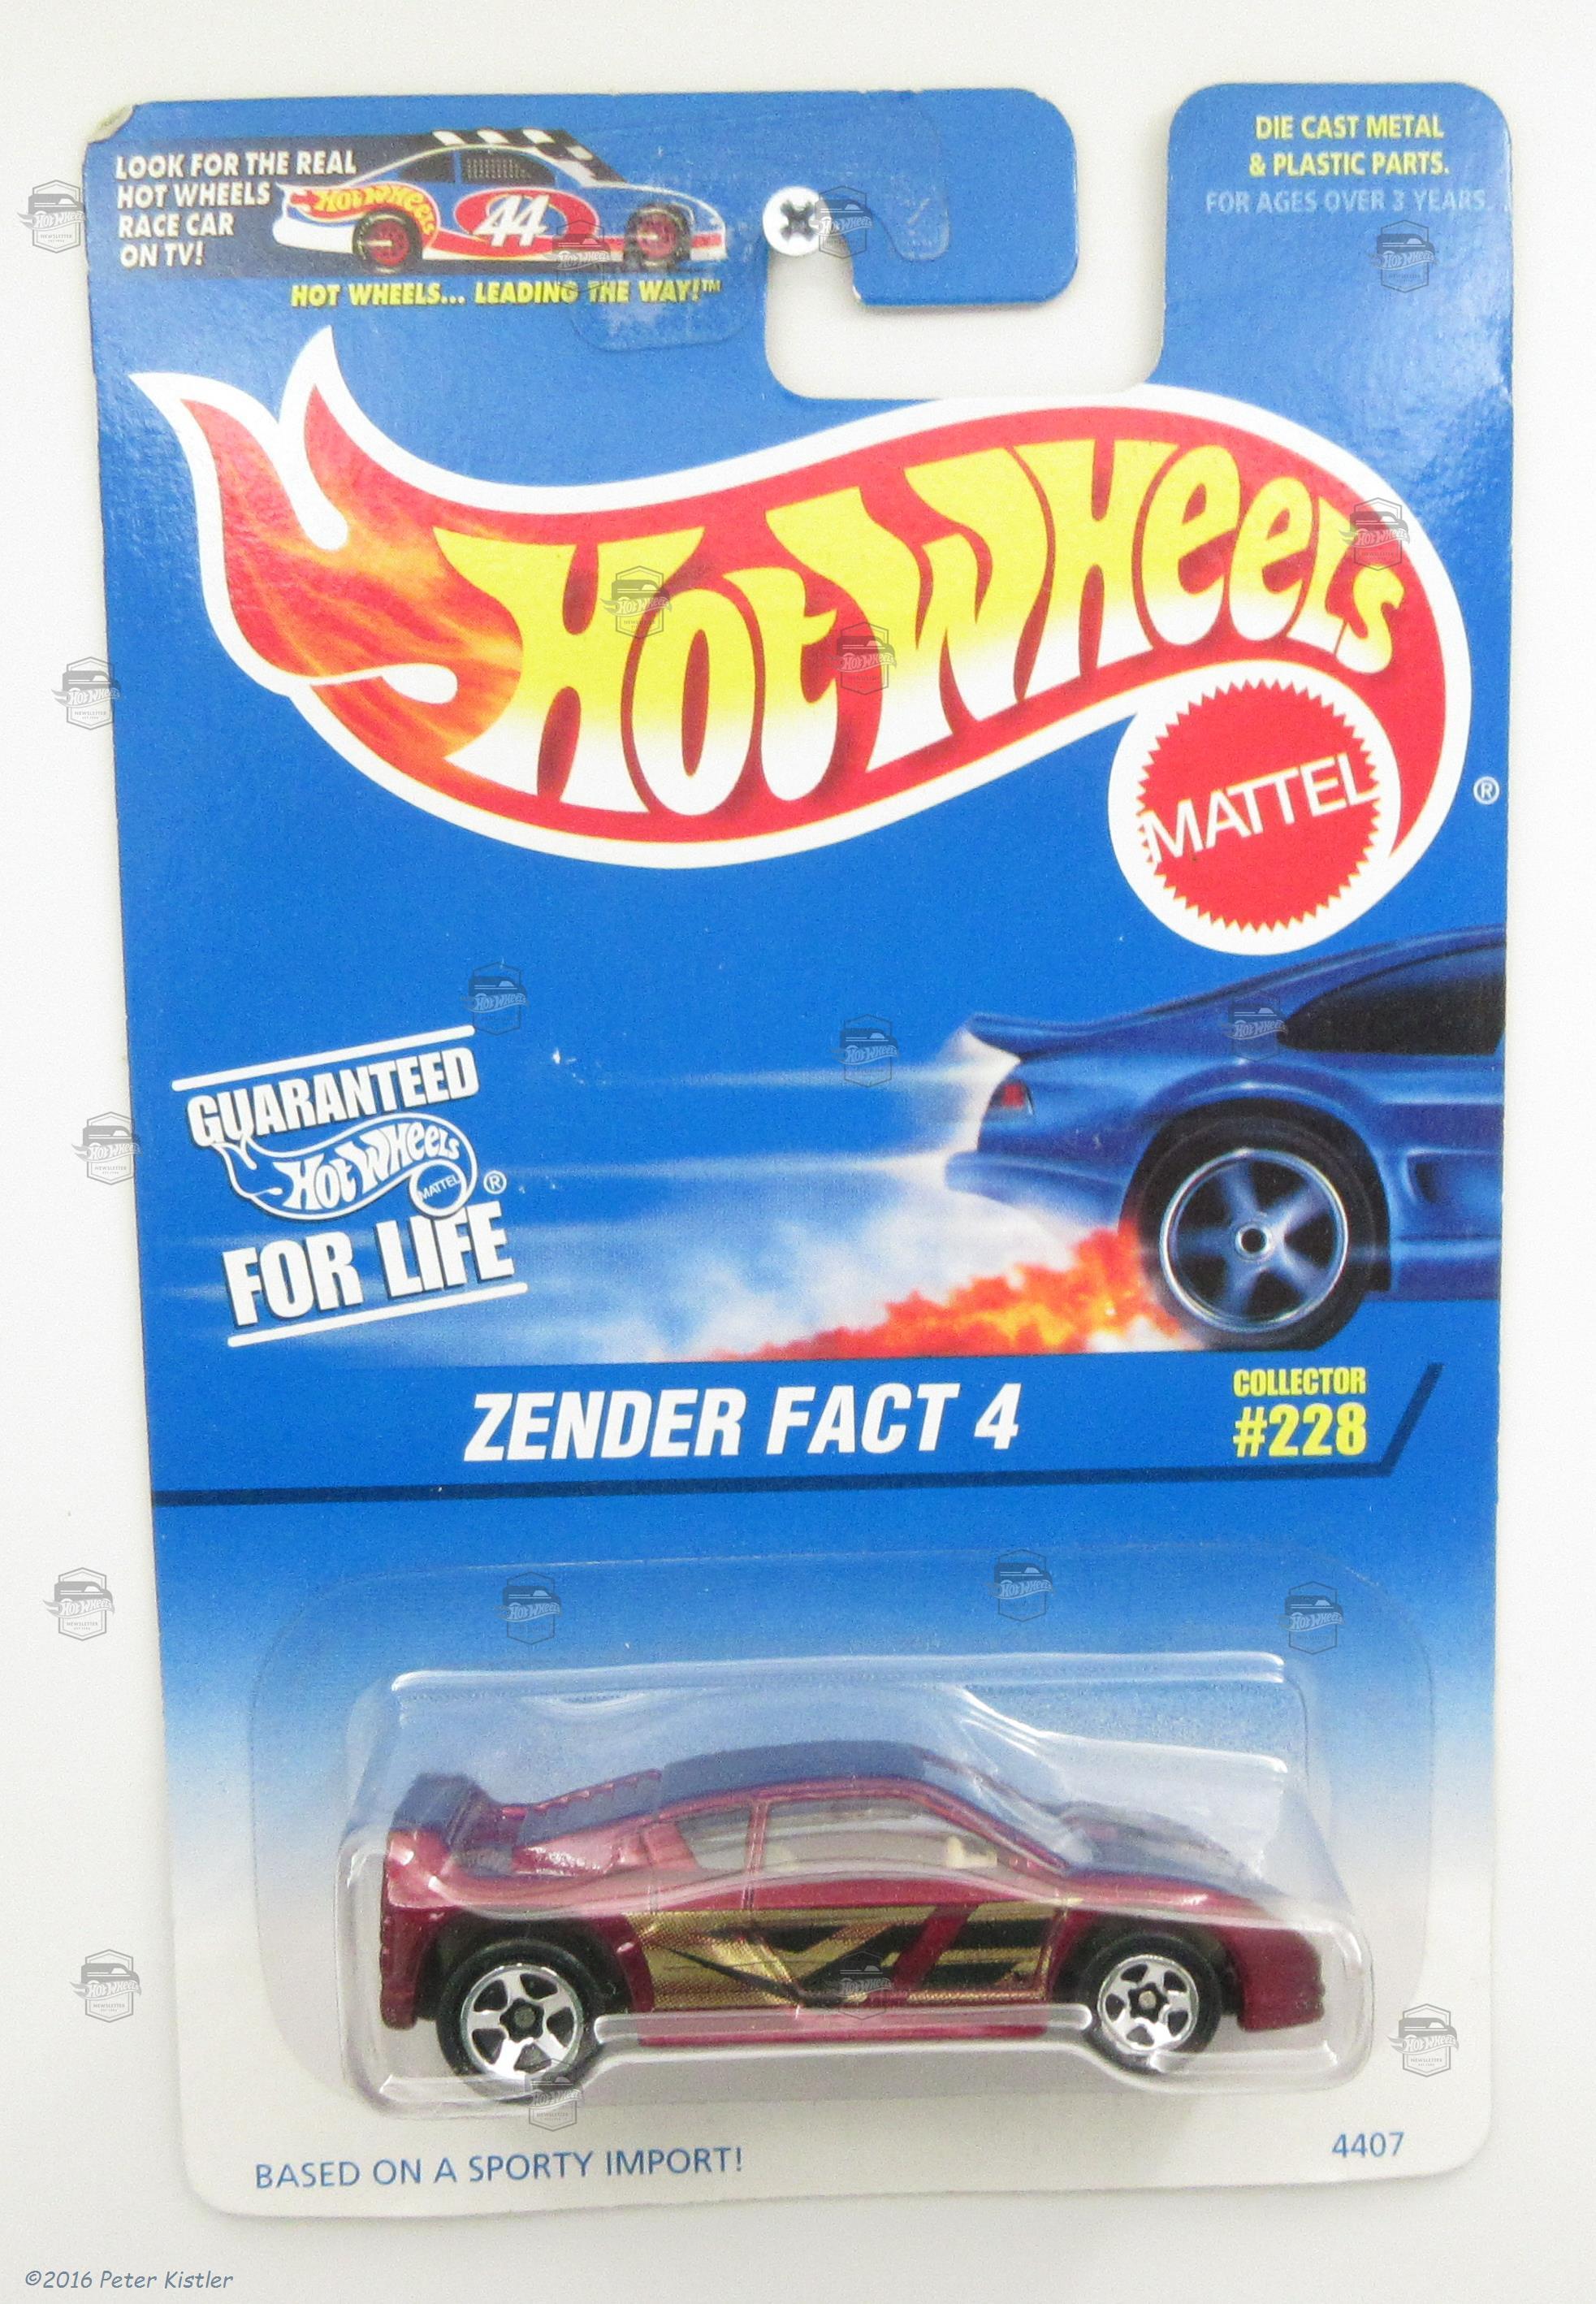 LOOK FOR THE REAL
HOT WHEELS
RACE CAR
ON TV!
Hot Wheels
44
HOT WHEELS... LEADING THE WAY!™
DIE CAST METAL
& PLASTIC PARTS.
FOR AGES OVER 3 YEARS.
Hot Wheels
MATTEL
®
GUARANTEED
Hot Wheels
MATTEL ®
FOR LIFE
ZENDER FACT 4
COLLECTOR
#228
BASED ON A SPORTY IMPORT!
4407
©2016 Peter Kistler